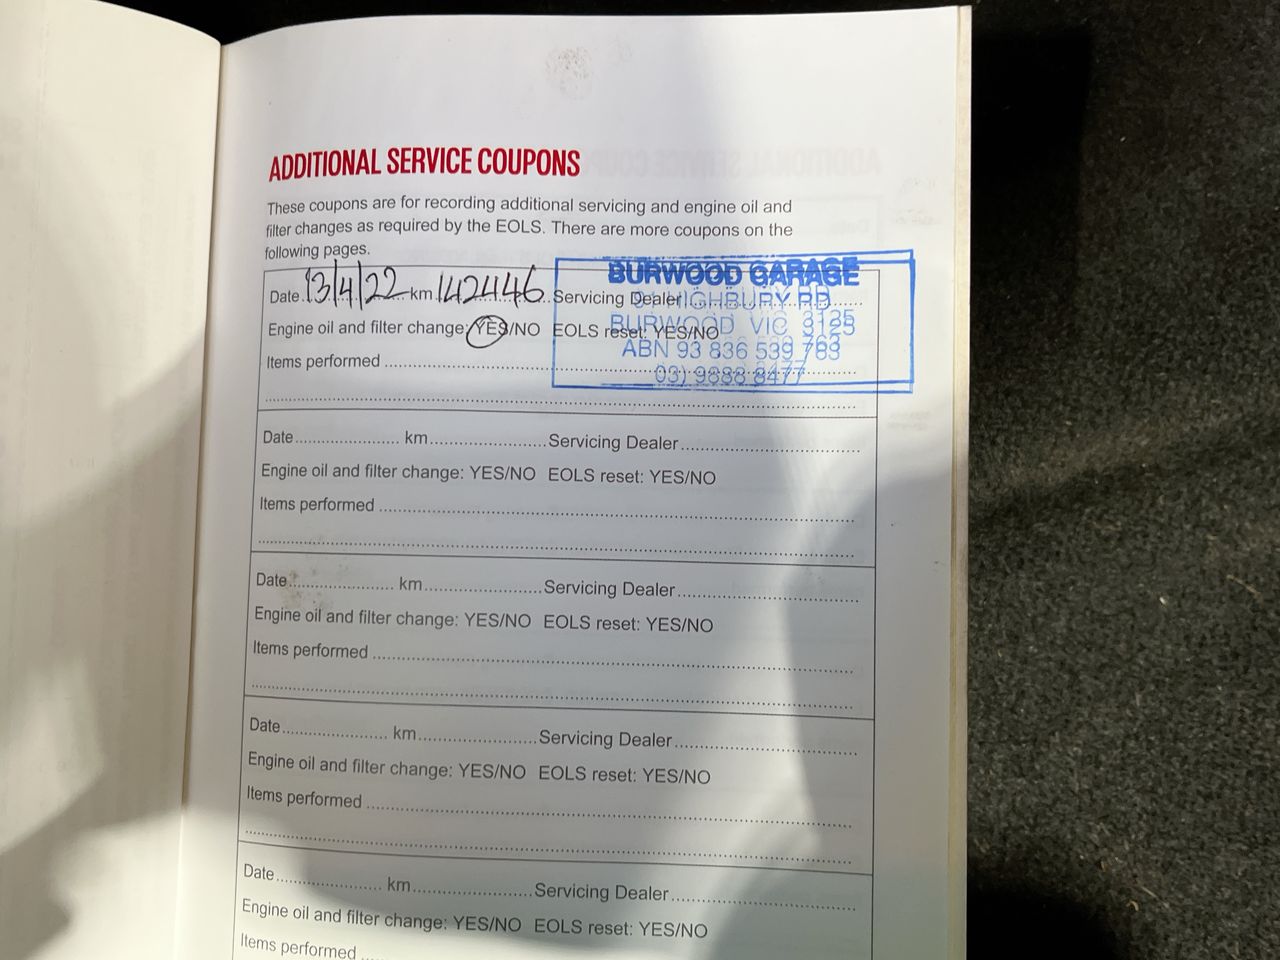 ADDITIONAL SERVICE COUPONS
These coupons are for recording additional servicing and engine oil and
filter changes as required by the EOLS. There are more coupons on the
following pages.
BURWOOD GARAGE
Date 13/4/22 km 142446 Servicing Dealer HIGHBURY RD
BURWOOD VIC 3125
Engine oil and filter change: YES/NO EOLS reset: YES/NO
ABN 93 836 539 763
Items performed
03) 9888 8477
Date km Servicing Dealer
Engine oil and filter change: YES/NO EOLS reset: YES/NO
Items performed
Date km Servicing Dealer
Engine oil and filter change: YES/NO EOLS reset: YES/NO
Items performed
Date km Servicing Dealer
Engine oil and filter change: YES/NO EOLS reset: YES/NO
Items performed
Date km Servicing Dealer
Engine oil and filter change: YES/NO EOLS reset: YES/NO
Items performed